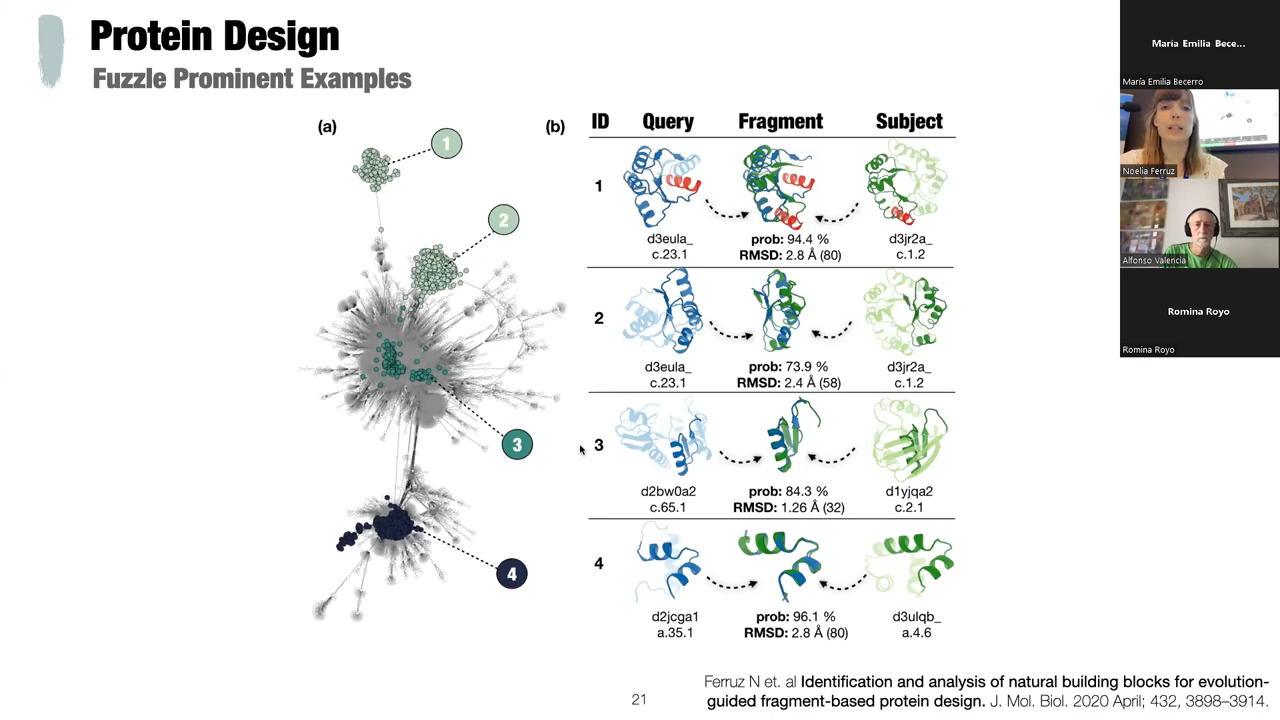 Protein Design
Fuzzle Prominent Examples
(a)
1
2
3
4
(b)
ID Query Fragment Subject
1
d3eula_
c.23.1
prob: 94.4 %
RMSD: 2.8 Å (80)
d3jr2a_
c.1.2
2
d3eula_
c.23.1
prob: 73.9 %
RMSD: 2.4 Å (58)
d3jr2a_
c.1.2
3
d2bw0a2
c.65.1
prob: 84.3 %
RMSD: 1.26 Å (32)
d1yjqa2
c.2.1
4
d2jcga1
a.35.1
prob: 96.1 %
RMSD: 2.8 Å (80)
d3ulqb_
a.4.6
21
Ferruz N et. al Identification and analysis of natural building blocks for evolution-
guided fragment-based protein design. J. Mol. Biol. 2020 April; 432, 3898–3914.
María Emilia Bece...
María Emilia Becerro
Noelia Ferruz
Alfonso Valencia
Romina Royo
Romina Royo